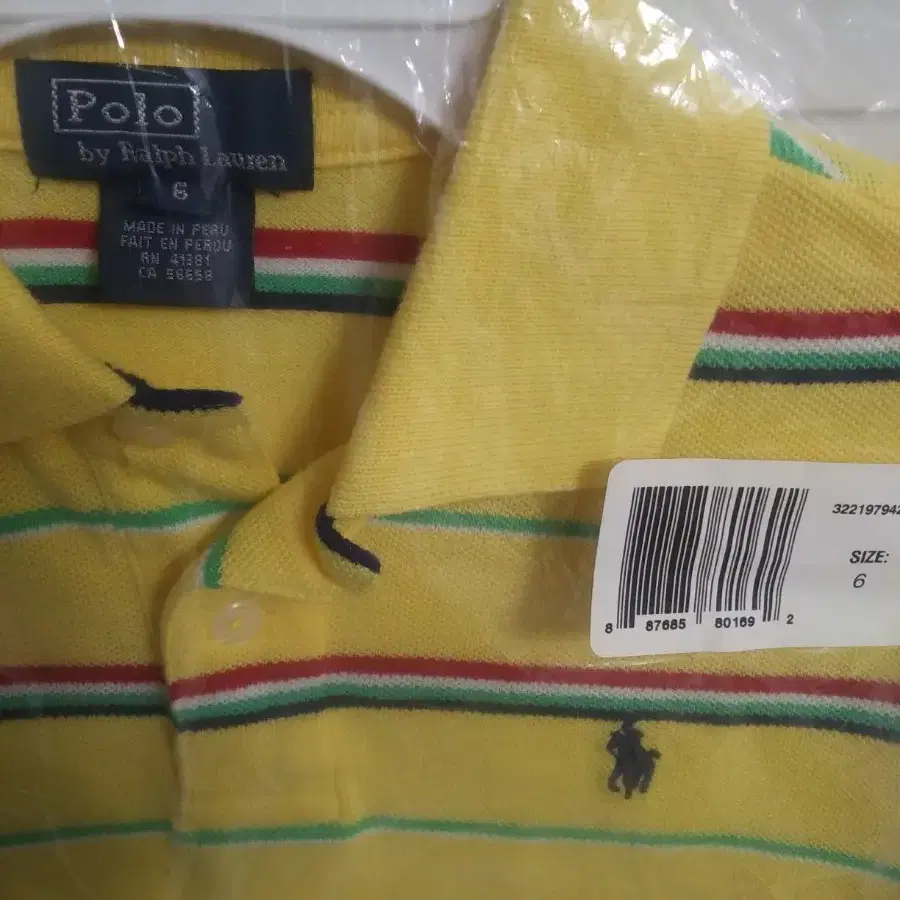 Polo
by Ralph Lauren
6
MADE IN PERU
FAIT EN PEROU
RN 41381
CA 56558
322197942
SIZE:
6
8 87685 80169 2